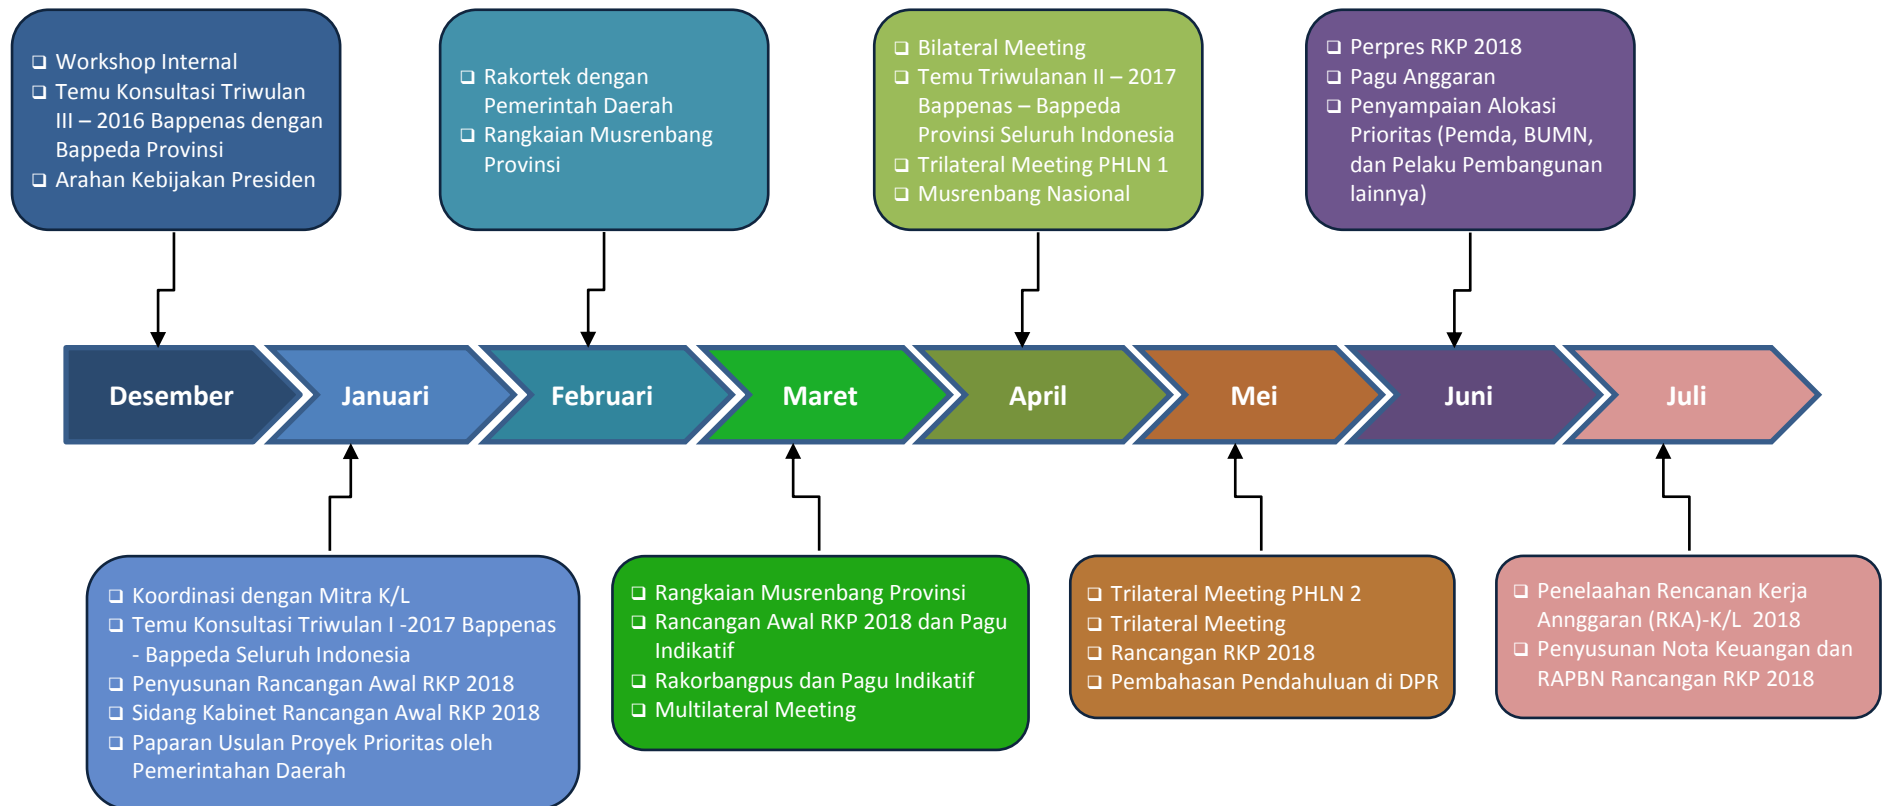 Workshop Internal
Temu Konsultasi Triwulan
III – 2016 Bappenas dengan
Bappeda Provinsi
Arahan Kebijakan Presiden
Rakortek dengan
Pemerintah Daerah
Rangkaian Musrenbang
Provinsi
Bilateral Meeting
Temu Triwulanan II – 2017
Bappenas – Bappeda
Provinsi Seluruh Indonesia
Trilateral Meeting PHLN 1
Musrenbang Nasional
Perpres RKP 2018
Pagu Anggaran
Penyampaian Alokasi
Prioritas (Pemda, BUMN,
dan Pelaku Pembangunan
lainnya)
Desember
Januari
Februari
Maret
April
Mei
Juni
Juli
Koordinasi dengan Mitra K/L
Temu Konsultasi Triwulan I -2017 Bappenas
- Bappeda Seluruh Indonesia
Penyusunan Rancangan Awal RKP 2018
Sidang Kabinet Rancangan Awal RKP 2018
Paparan Usulan Proyek Prioritas oleh
Pemerintahan Daerah
Rangkaian Musrenbang Provinsi
Rancangan Awal RKP 2018 dan Pagu
Indikatif
Rakorbangpus dan Pagu Indikatif
Multilateral Meeting
Trilateral Meeting PHLN 2
Trilateral Meeting
Rancangan RKP 2018
Pembahasan Pendahuluan di DPR
Penelaahan Rencanan Kerja
Annggaran (RKA)-K/L 2018
Penyusunan Nota Keuangan dan
RAPBN Rancangan RKP 2018